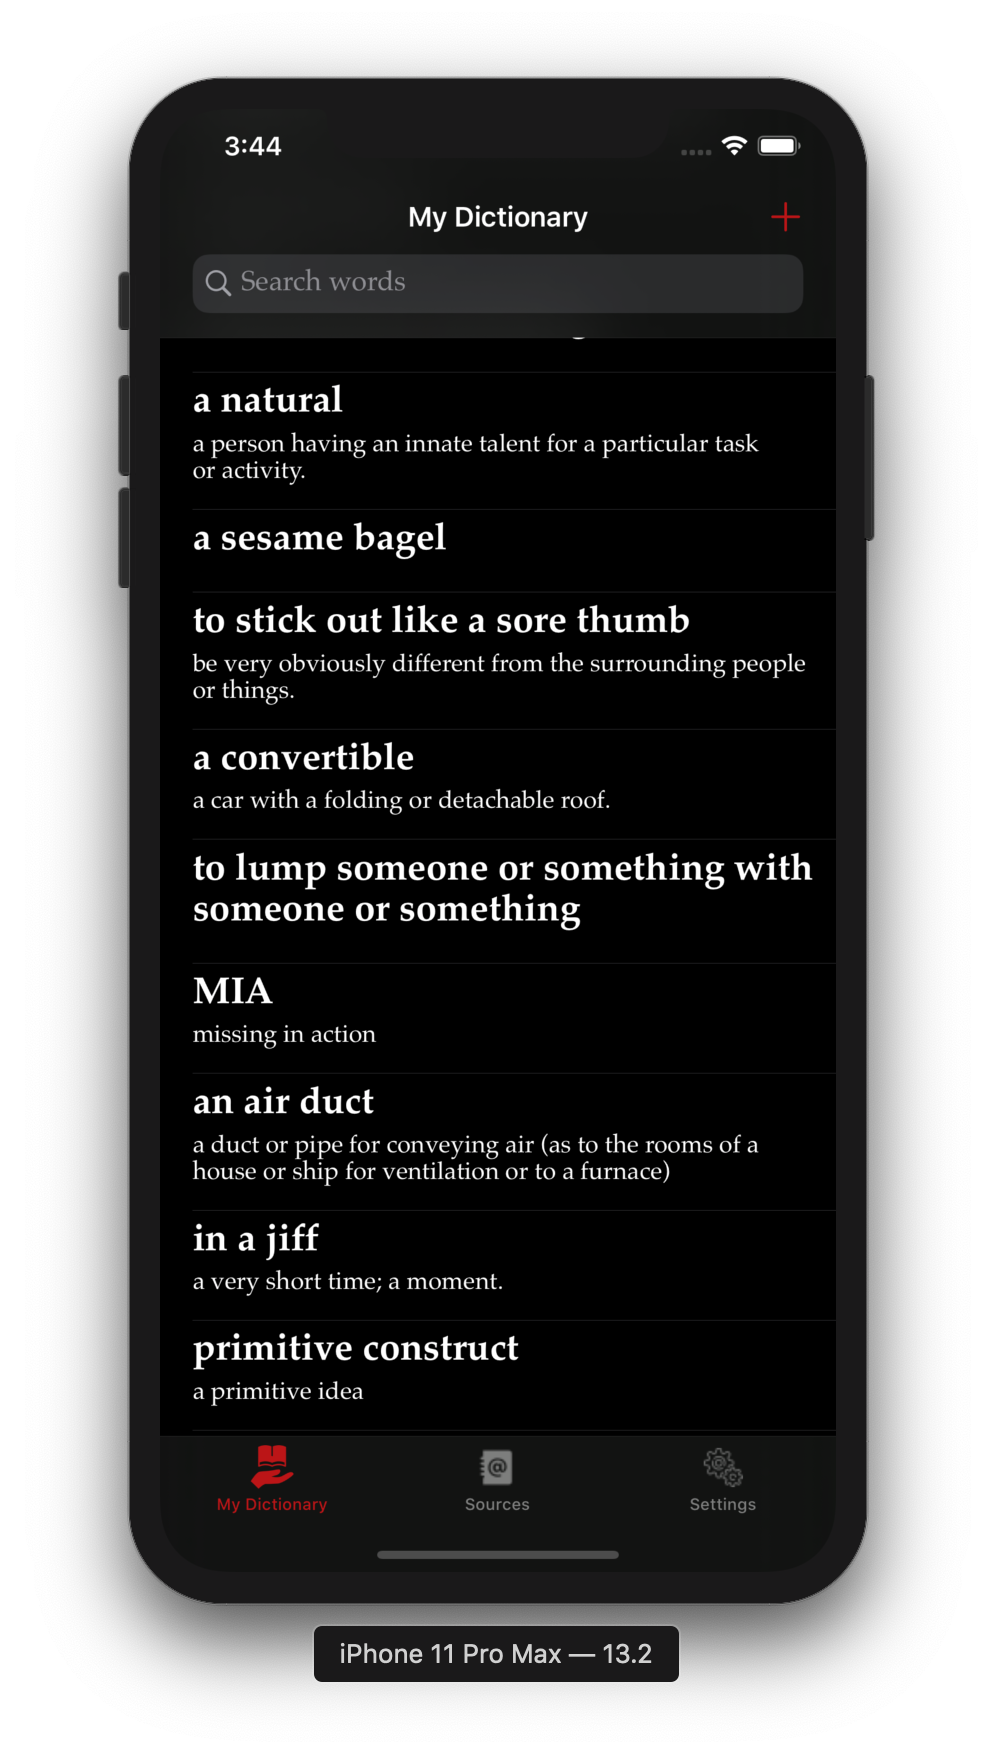 3:44
My Dictionary
Search words
a natural
a person having an innate talent for a particular task
or activity.
a sesame bagel
to stick out like a sore thumb
be very obviously different from the surrounding people
or things.
a convertible
a car with a folding or detachable roof.
to lump someone or something with
someone or something
MIA
missing in action
an air duct
a duct or pipe for conveying air (as to the rooms of a
house or ship for ventilation or to a furnace)
in a jiff
a very short time; a moment.
primitive construct
a primitive idea
My Dictionary
Sources
Settings
iPhone 11 Pro Max — 13.2